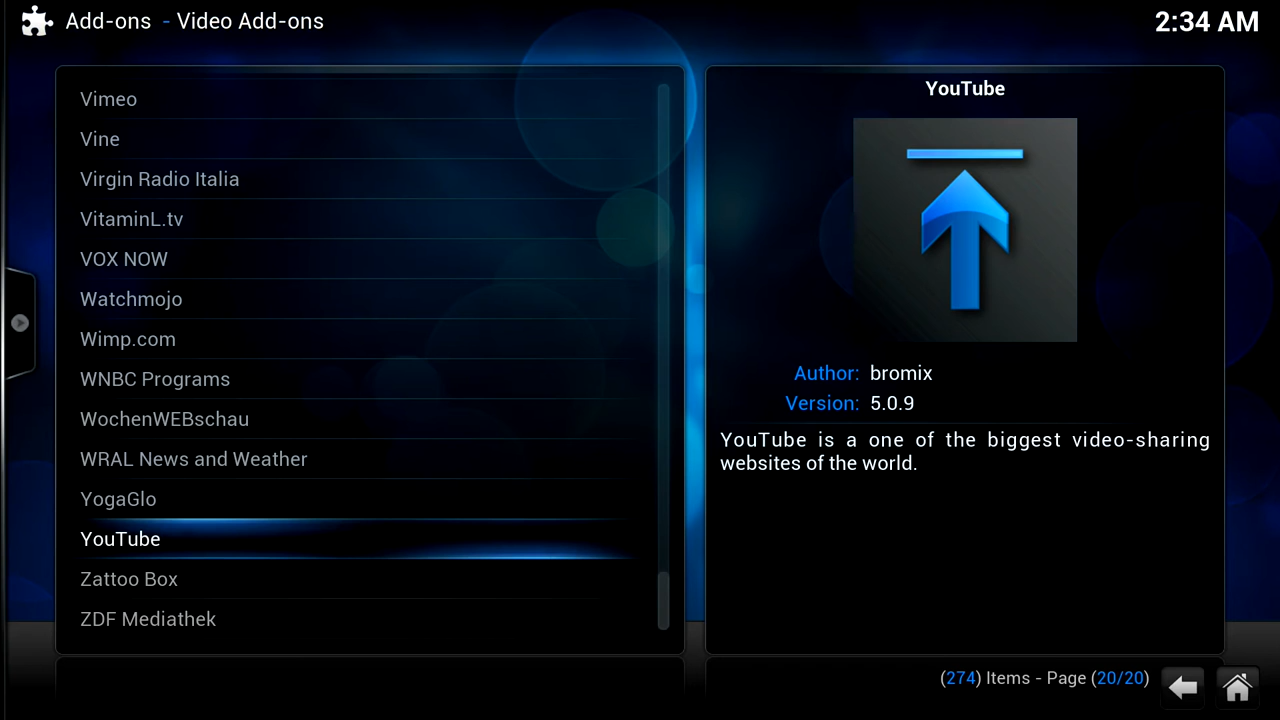 Add-ons - Video Add-ons
2:34 AM
Vimeo
Vine
Virgin Radio Italia
VitaminL.tv
VOX NOW
Watchmojo
Wimp.com
WNBC Programs
WochenWEBschau
WRAL News and Weather
YogaGlo
YouTube
Zattoo Box
ZDF Mediathek
YouTube
Author: bromix
Version: 5.0.9
YouTube is a one of the biggest video-sharing
websites of the world.
(274) Items - Page (20/20)